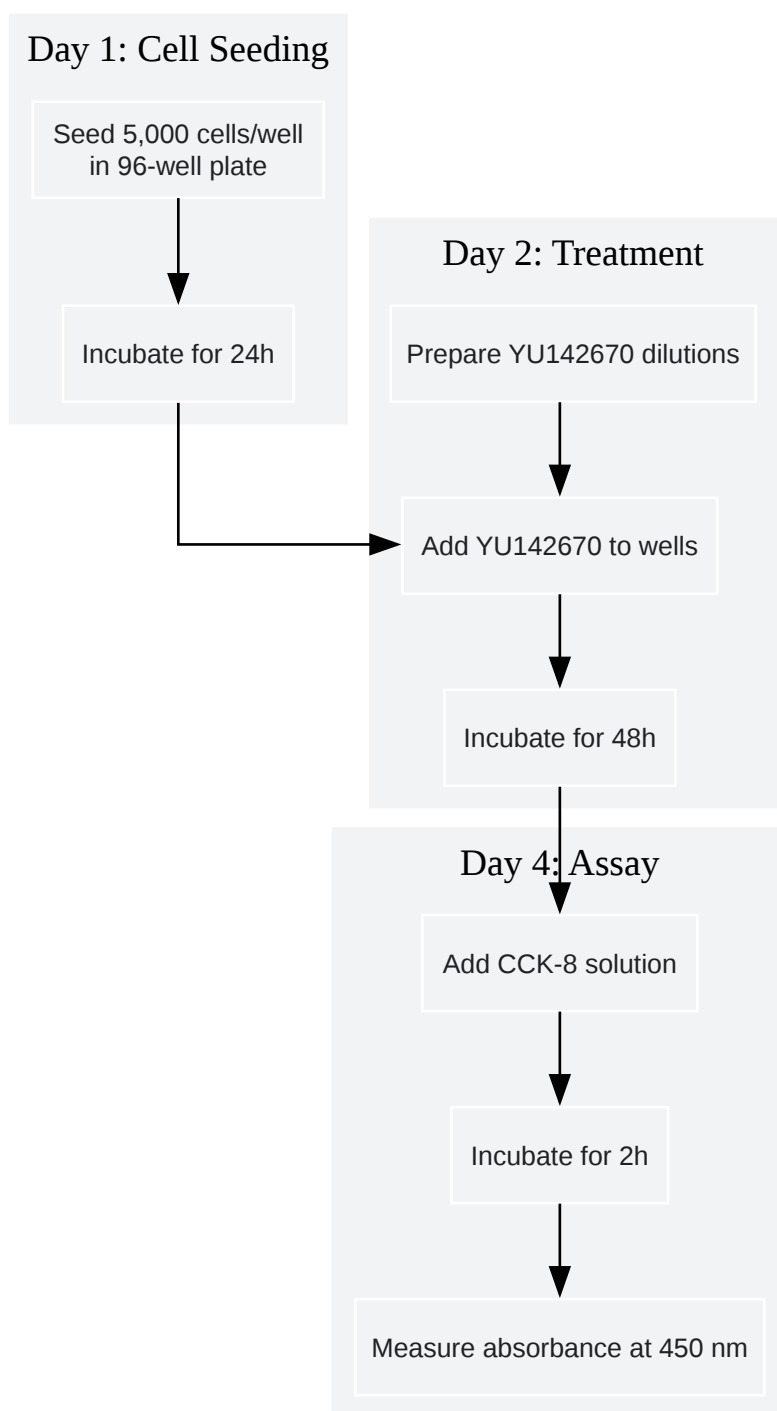 Day 1: Cell Seeding
Seed 5,000 cells/well
in 96-well plate
Incubate for 24h
Day 2: Treatment
Prepare YU142670 dilutions
Add YU142670 to wells
Incubate for 48h
Day 4: Assay
Add CCK-8 solution
Incubate for 2h
Measure absorbance at 450 nm